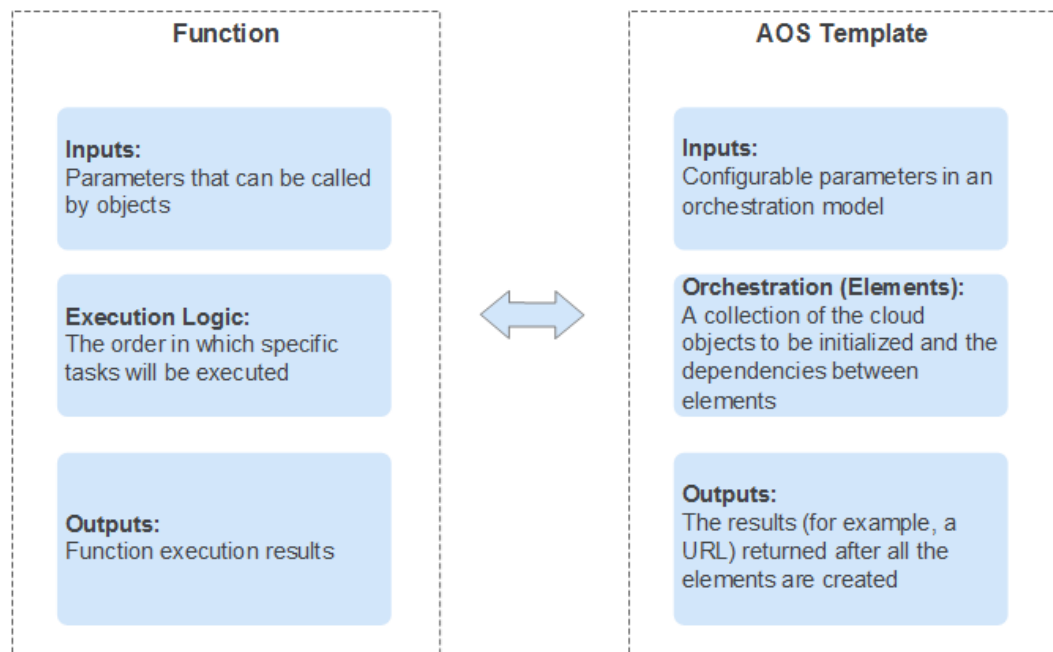 Function
Inputs:
Parameters that can be called
by objects
Execution Logic:
The order in which specific
tasks will be executed
Outputs:
Function execution results
AOS Template
Inputs:
Configurable parameters in an
orchestration model
Orchestration (Elements):
A collection of the cloud
objects to be initialized and the
dependencies between
elements
Outputs:
The results (for example, a
URL) returned after all the
elements are created